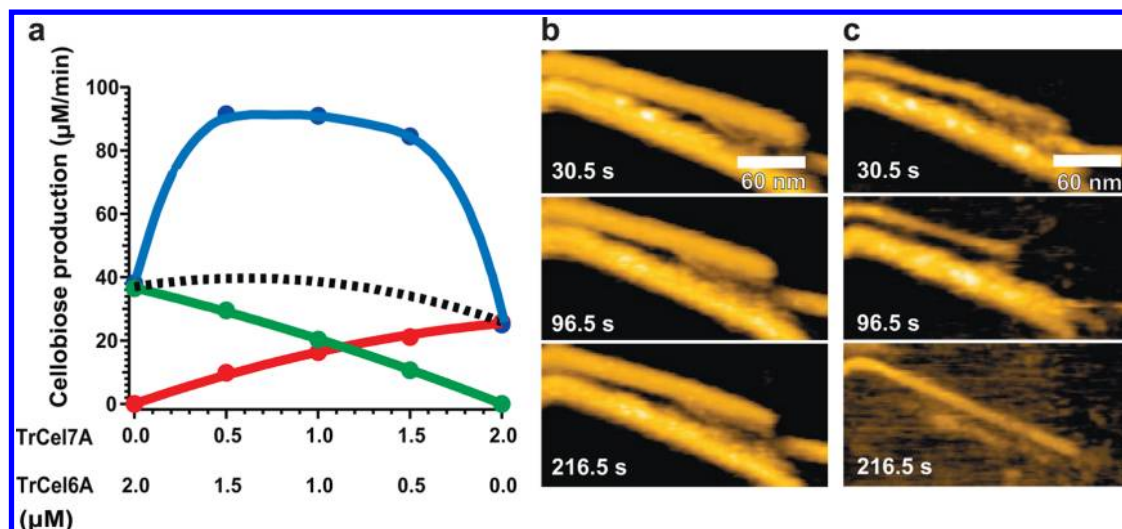 a
Cellobiose production (µM/min)
100
80
60
40
20
0
0.0 0.5 1.0 1.5 2.0
TrCel7A
TrCel6A 2.0 1.5 1.0 0.5 0.0
(µM)
b
30.5 s
60 nm
96.5 s
216.5 s
c
30.5 s
60 nm
96.5 s
216.5 s